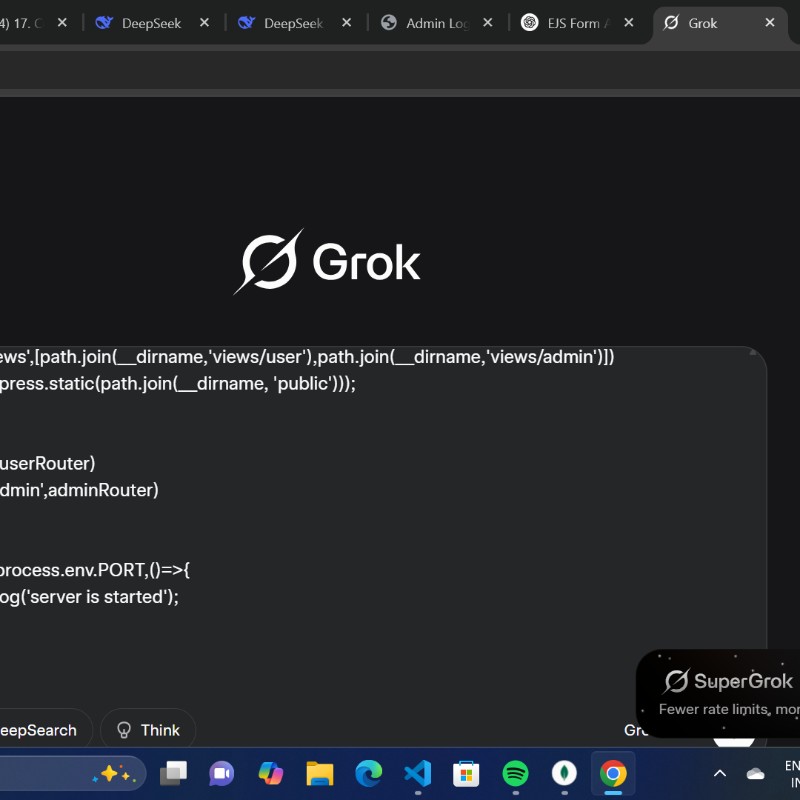 4) 17. C
DeepSeek
DeepSeek
Admin Log
EJS Form A
Grok
Grok
ews',[path.join(__dirname,'views/user'),path.join(__dirname,'views/admin')])
press.static(path.join(__dirname, 'public')));
userRouter)
dmin',adminRouter)
process.env.PORT,()=>{
og('server is started');
SuperGrok
Fewer rate limits, mor
eepSearch
Think
Gr
EN
IN